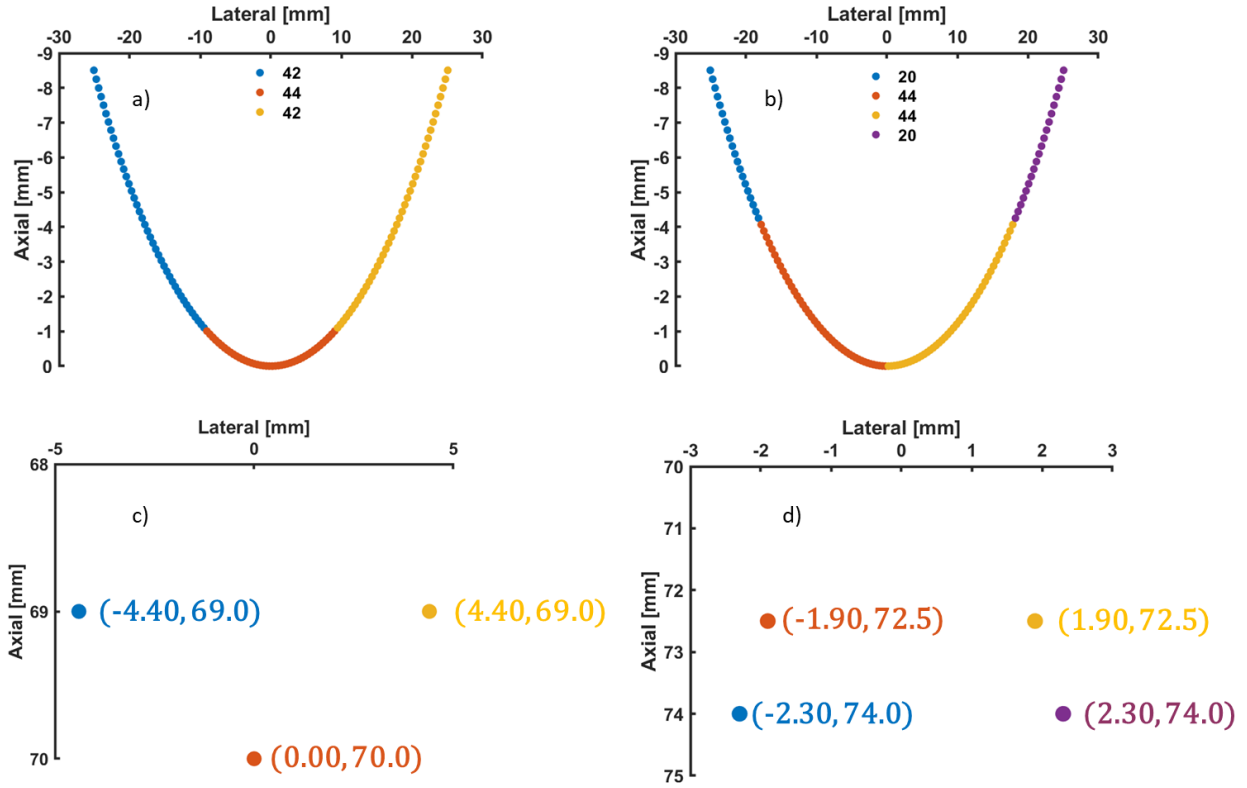 Lateral [mm]
-30 -20 -10 0 10 20 30
-9
-8
-7
-6
-5
-4
-3
-2
-1
0
Axial [mm]
a)
42
44
42
Lateral [mm]
-30 -20 -10 0 10 20 30
-9
-8
-7
-6
-5
-4
-3
-2
-1
0
Axial [mm]
b)
20
44
44
20
Lateral [mm]
-5 0 5
68
69
70
Axial [mm]
c)
(-4.40,69.0)
(4.40,69.0)
(0.00,70.0)
Lateral [mm]
-3 -2 -1 0 1 2 3
70
71
72
73
74
75
Axial [mm]
d)
(-1.90,72.5)
(1.90,72.5)
(-2.30,74.0)
(2.30,74.0)